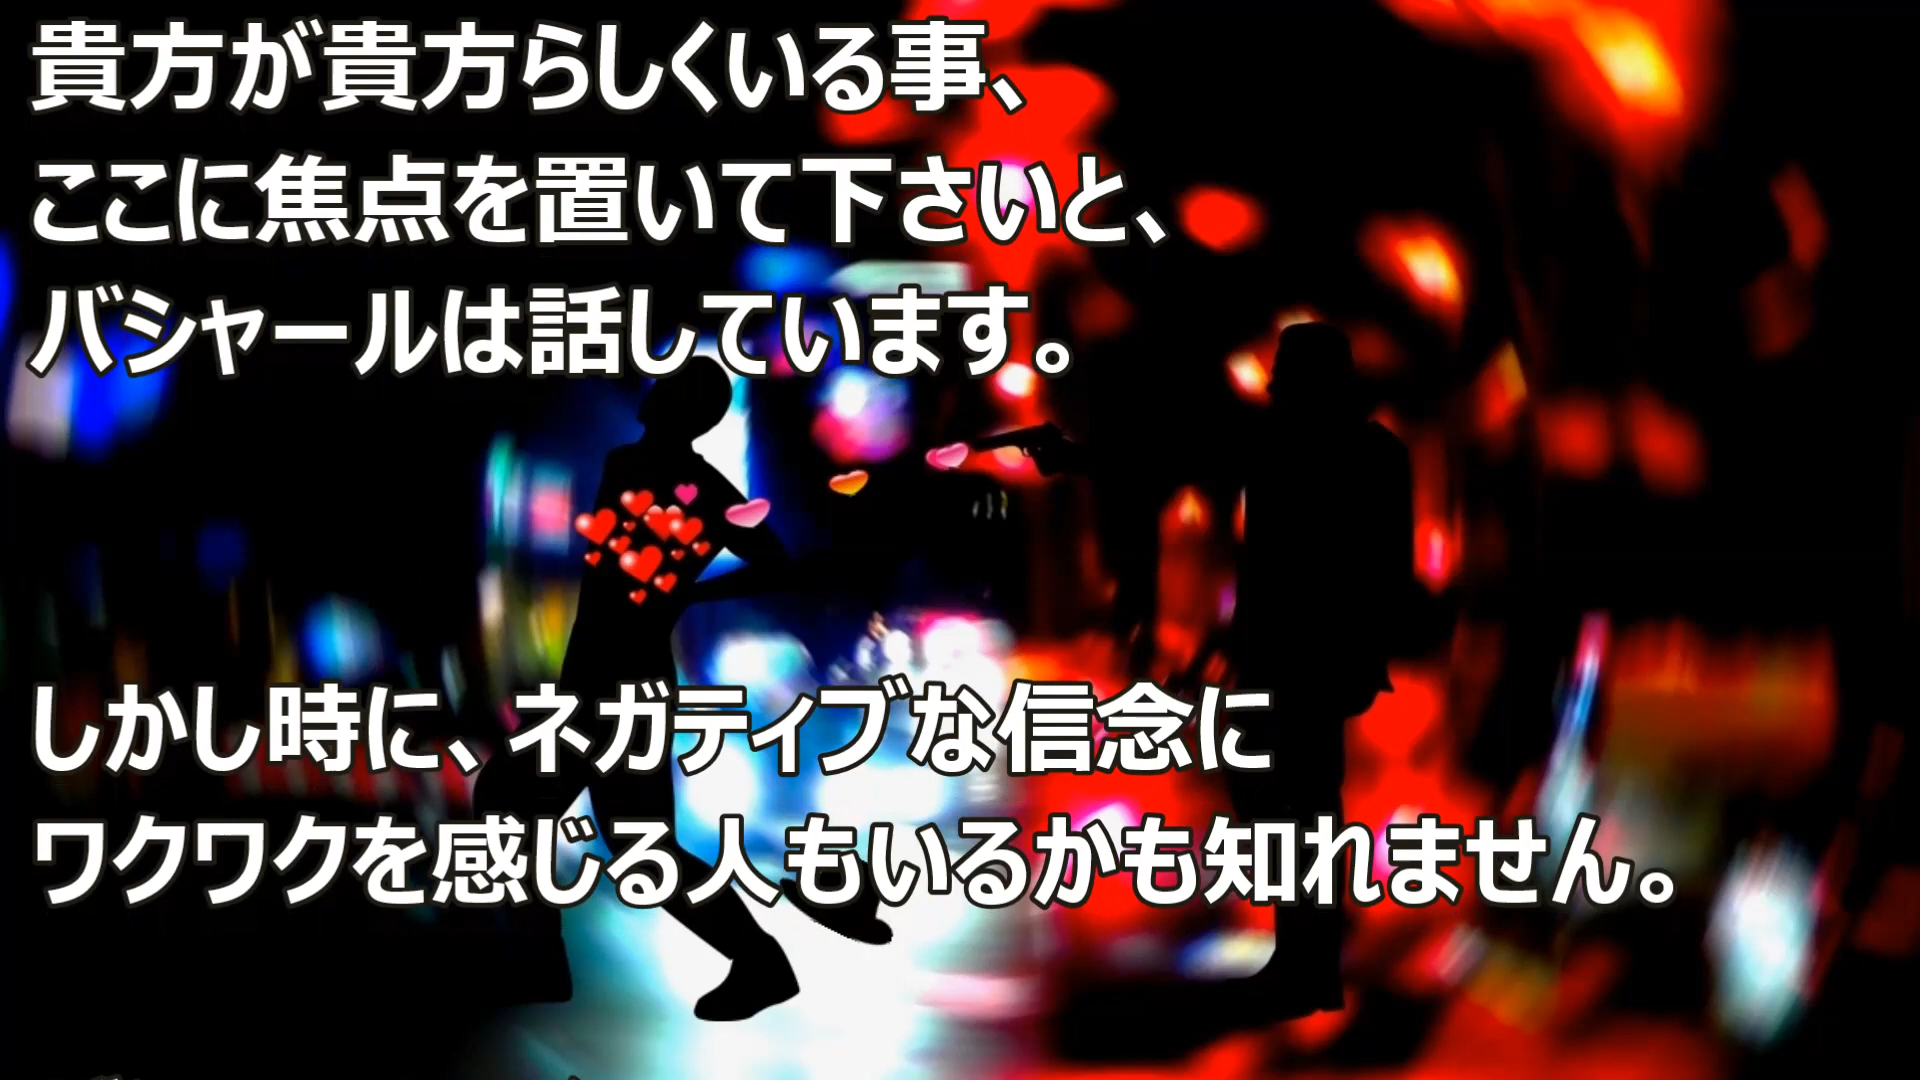 貴方が貴方らしくいる事、
ここに焦点を置いて下さいと、
バシャールは話しています。
しかし時に、ネガティブな信念に
ワクワクを感じる人もいるかも知れません。